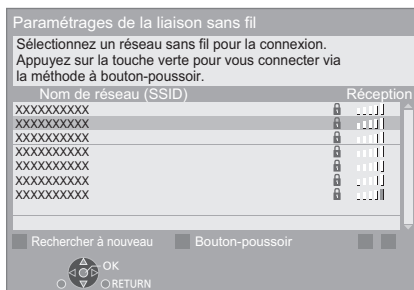 Paramétrages de la liaison sans fil
Sélectionnez un réseau sans fil pour la connexion.
Appuyez sur la touche verte pour vous connecter via
la méthode à bouton-poussoir.
Nom de réseau (SSID) Réception
XXXXXXXXXX
XXXXXXXXXX
XXXXXXXXXX
XXXXXXXXXX
XXXXXXXXXX
XXXXXXXXXX
XXXXXXXXXX
Rechercher à nouveau Bouton-poussoir
OK
RETURN